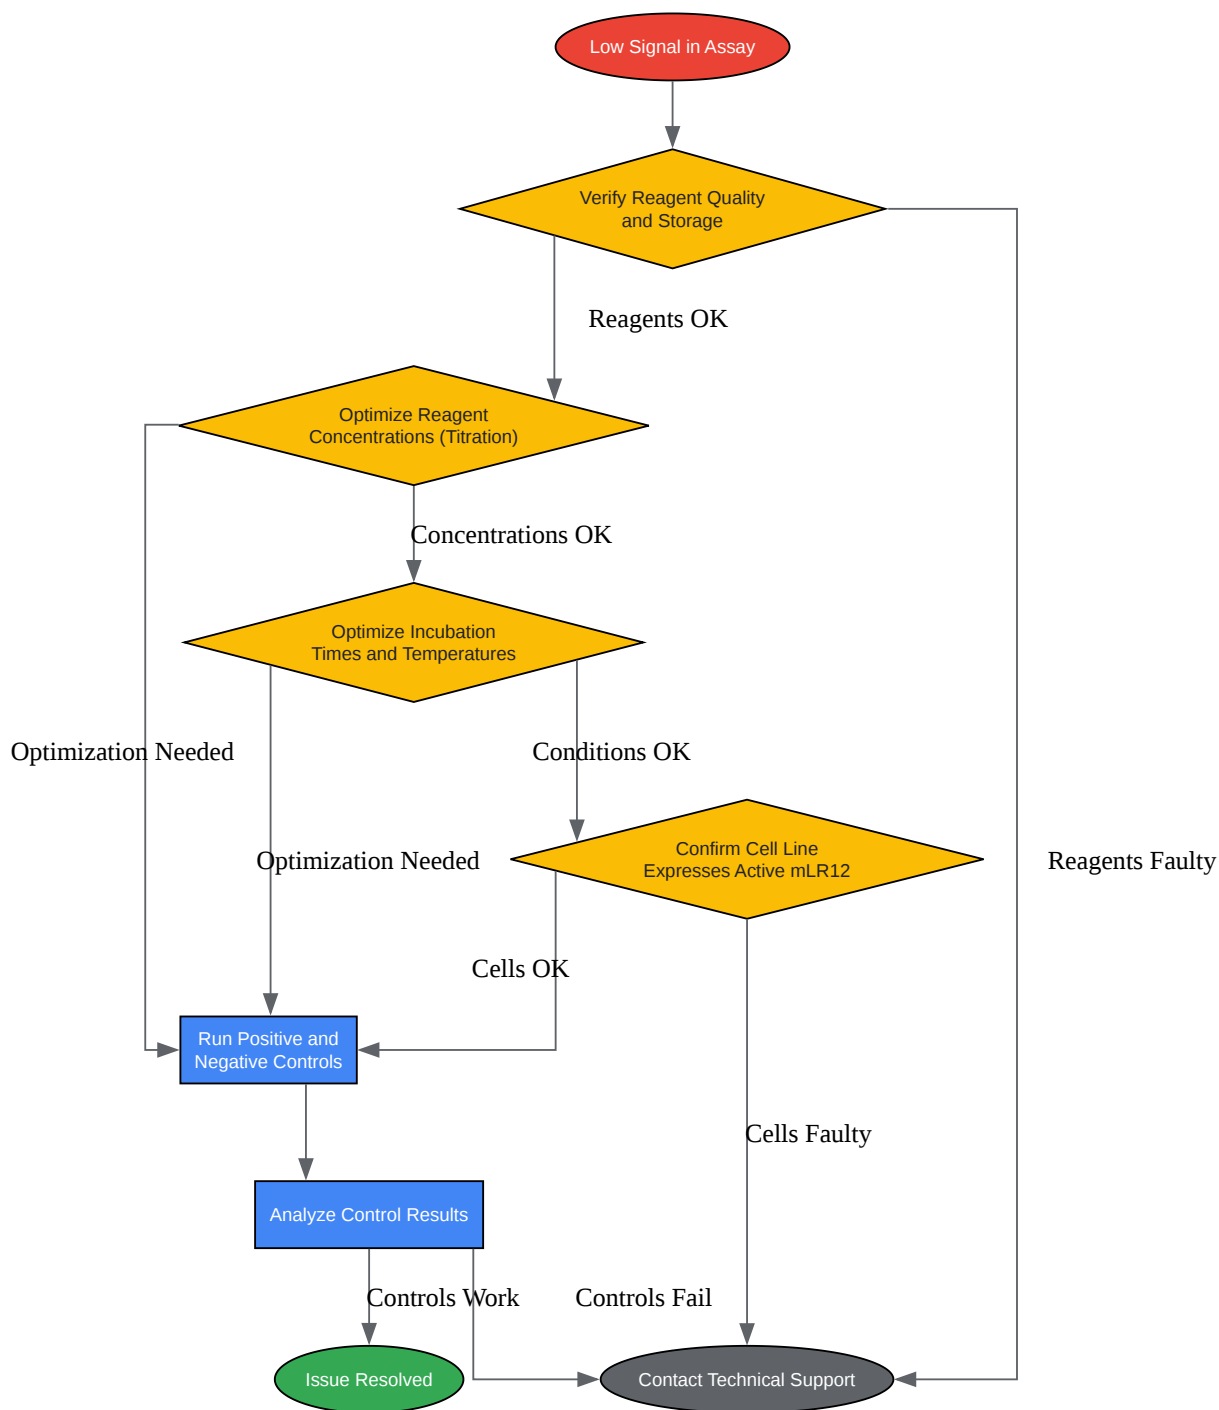 Low Signal in Assay
Verify Reagent Quality
and Storage
Reagents OK
Optimize Reagent
Concentrations (Titration)
Concentrations OK
Optimize Incubation
Times and Temperatures
Optimization Needed
Conditions OK
Confirm Cell Line
Expresses Active mLR12
Optimization Needed
Reagents Faulty
Cells OK
Run Positive and
Negative Controls
Cells Faulty
Analyze Control Results
Controls Work
Controls Fail
Issue Resolved
Contact Technical Support